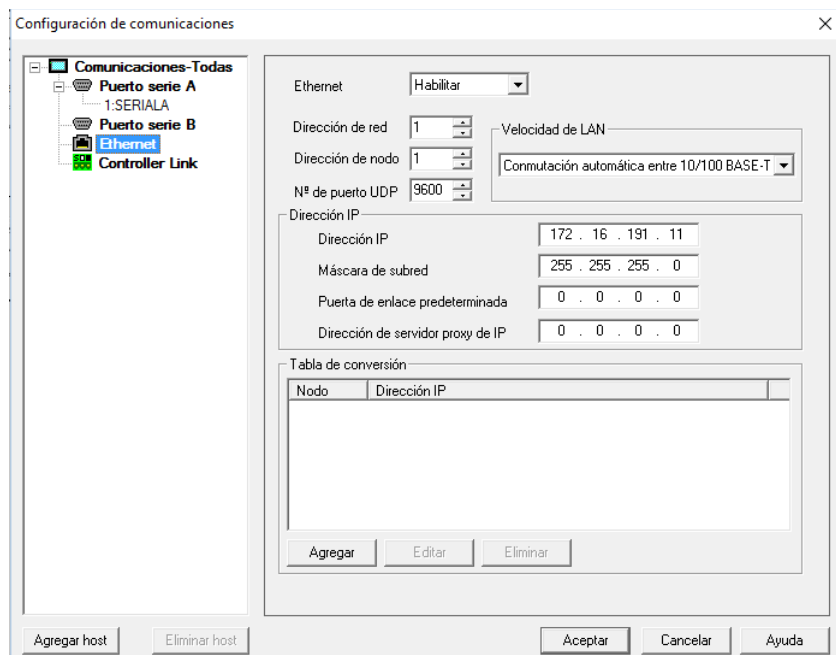 Configuración de comunicaciones
Comunicaciones-Todas
Puerto serie A
1:SERIALA
Puerto serie B
Ethernet
Controller Link
Ethernet Habilitar
Dirección de red 1
Dirección de nodo 1
Nº de puerto UDP 9600
Velocidad de LAN
Conmutación automática entre 10/100 BASE-T
Dirección IP
Dirección IP 172 . 16 . 191 . 11
Máscara de subred 255 . 255 . 255 . 0
Puerta de enlace predeterminada 0 . 0 . 0 . 0
Dirección de servidor proxy de IP 0 . 0 . 0 . 0
Tabla de conversión
Nodo Dirección IP
Agregar Editar Eliminar
Agregar host Eliminar host Aceptar Cancelar Ayuda